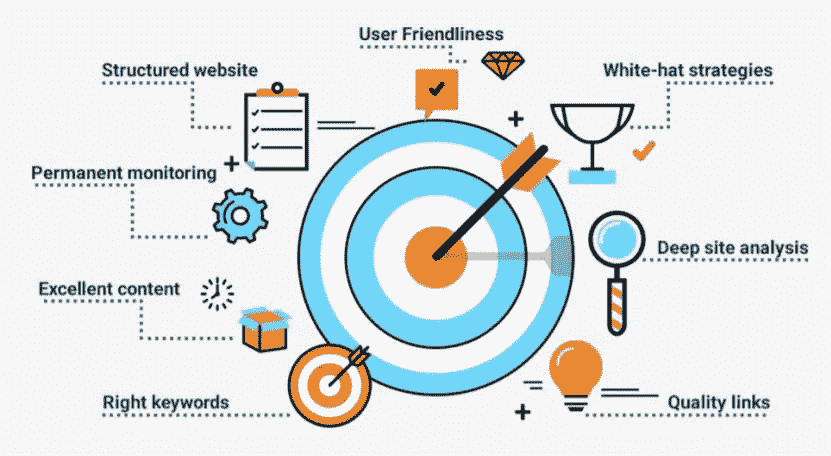 User Friendliness
Structured website
White-hat strategies
Permanent monitoring
Deep site analysis
Excellent content
Right keywords
Quality links